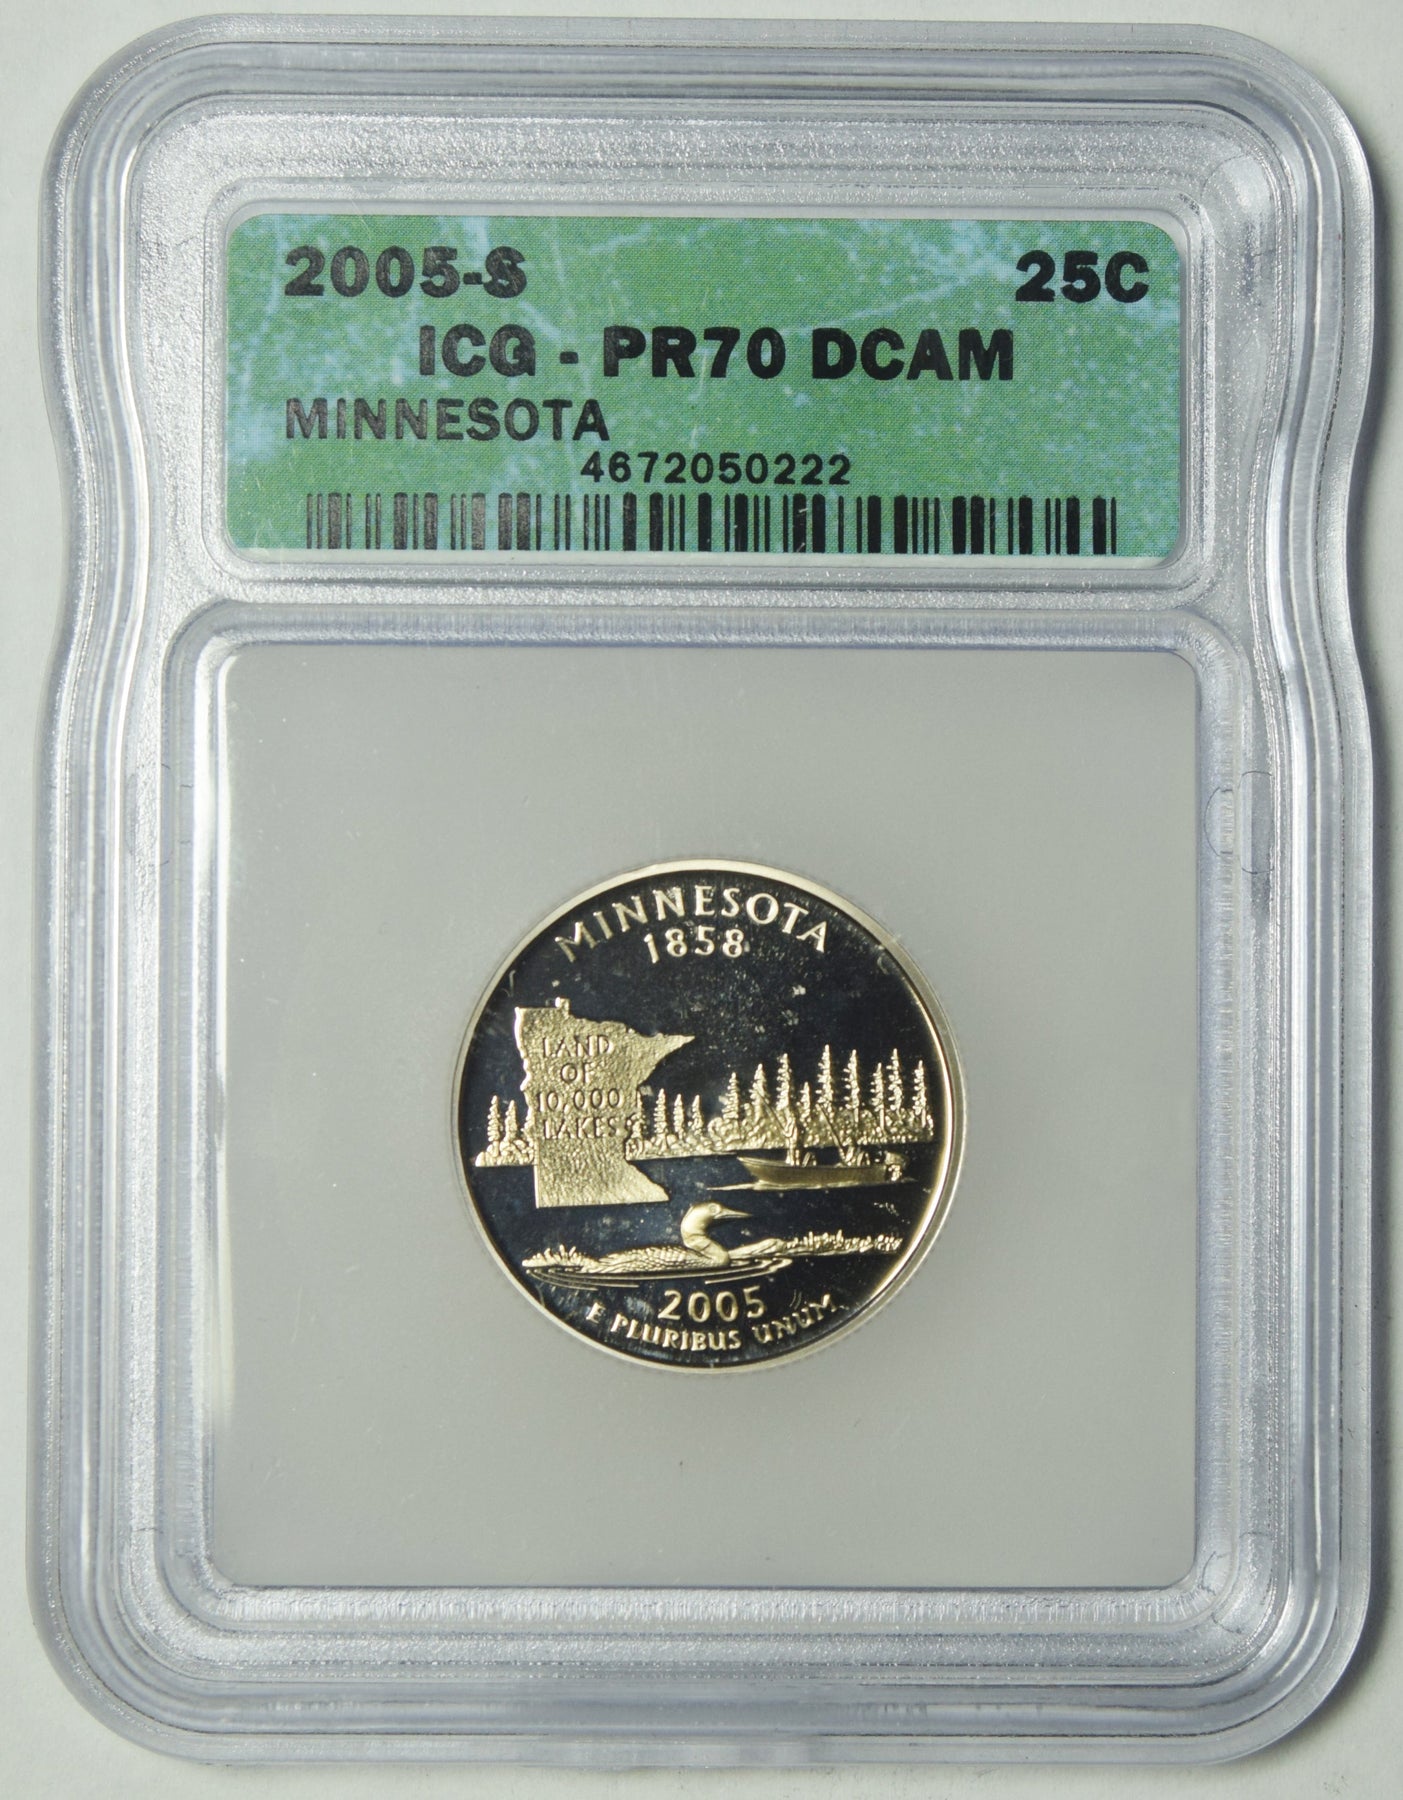 2005-S 25C
ICG - PR70 DCAM
MINNESOTA
4672050222
MINNESOTA
1858
LAND
OF
10,000
LAKES
2005
E PLURIBUS UNUM